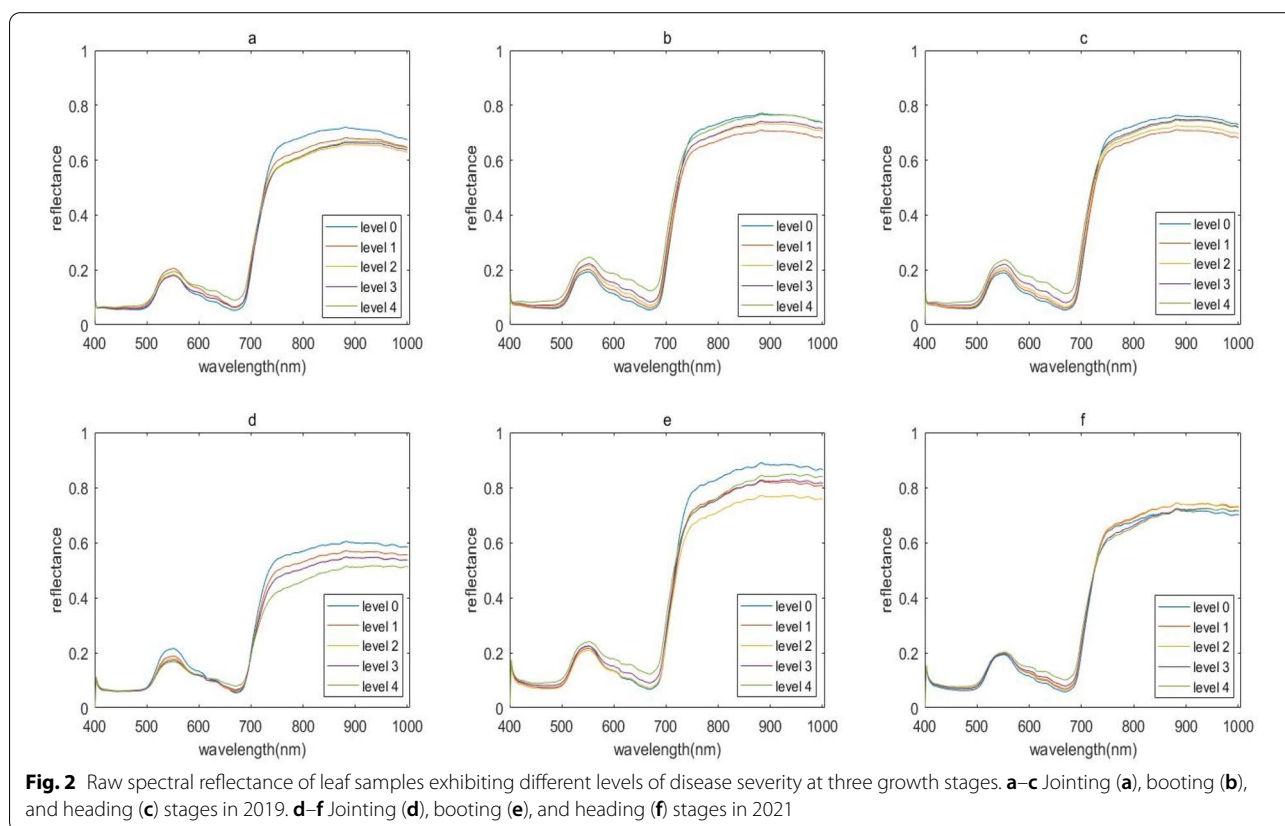 a
1
0.8
0.6
0.4
0.2
0
reflectance
level 0
level 1
level 2
level 3
level 4
400 500 600 700 800 900 1000
wavelength(nm)
b
1
0.8
0.6
0.4
0.2
0
reflectance
level 0
level 1
level 2
level 3
level 4
400 500 600 700 800 900 1000
wavelength(nm)
c
1
0.8
0.6
0.4
0.2
0
reflectance
level 0
level 1
level 2
level 3
level 4
400 500 600 700 800 900 1000
wavelength(nm)
d
1
0.8
0.6
0.4
0.2
0
reflectance
level 0
level 1
level 2
level 3
level 4
400 500 600 700 800 900 1000
wavelength(nm)
e
1
0.8
0.6
0.4
0.2
0
reflectance
level 0
level 1
level 2
level 3
level 4
400 500 600 700 800 900 1000
wavelength(nm)
f
1
0.8
0.6
0.4
0.2
0
reflectance
level 0
level 1
level 2
level 3
level 4
400 500 600 700 800 900 1000
wavelength(nm)
Fig. 2 Raw spectral reflectance of leaf samples exhibiting different levels of disease severity at three growth stages. a–c Jointing (a), booting (b),
and heading (c) stages in 2019. d–f Jointing (d), booting (e), and heading (f) stages in 2021